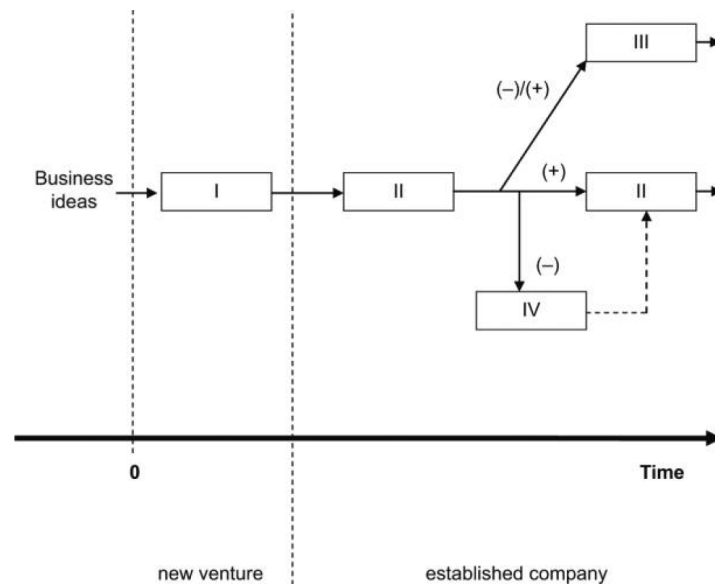 III
(–)/(+)
Business
ideas
I
II
(+)
II
(–)
IV
0
Time
new venture
established company